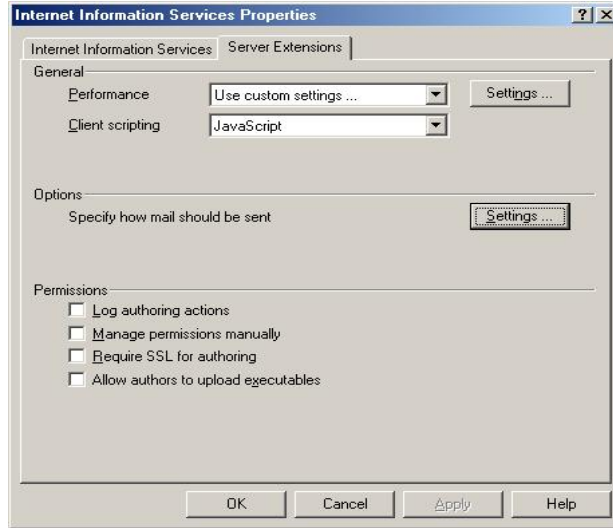 Internet Information Services Properties
Internet Information Services Server Extensions
General
Performance Use custom settings ... Settings ...
Client scripting JavaScript
Options
Specify how mail should be sent Settings ...
Permissions
Log authoring actions
Manage permissions manually
Require SSL for authoring
Allow authors to upload executables
OK Cancel Apply Help